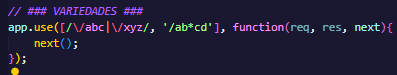 // ### VARIEDADES ###
app.use([/\/abc|\/xyz/, '/ab*cd'], function(req, res, next){
    next();
});